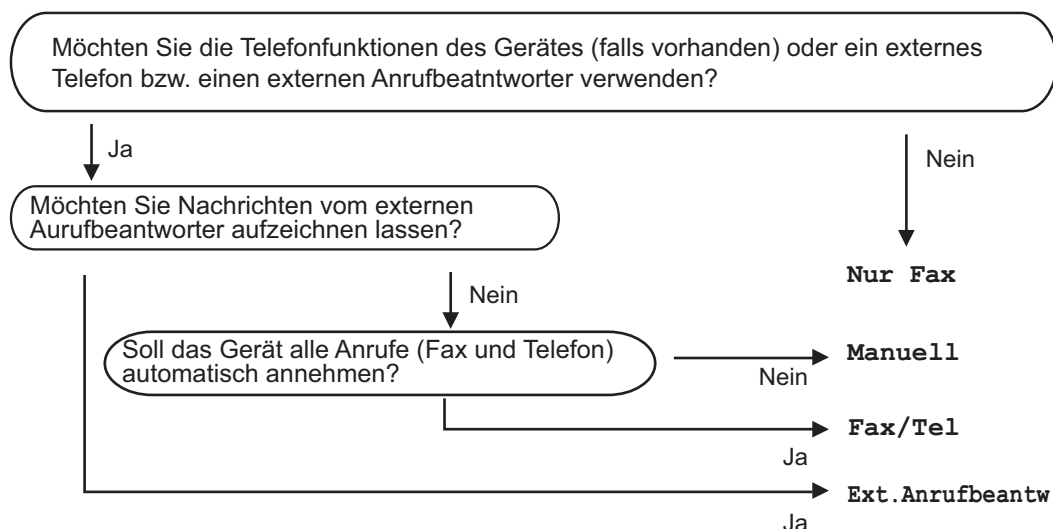 Möchten Sie die Telefonfunktionen des Gerätes (falls vorhanden) oder ein externes
Telefon bzw. einen externen Anrufbeatntworter verwenden?
Ja
Nein
Möchten Sie Nachrichten vom externen
Aurufbeantworter aufzeichnen lassen?
Nur Fax
Nein
Soll das Gerät alle Anrufe (Fax und Telefon)
automatisch annehmen?
Manuell
Nein
Fax/Tel
Ja
Ext.Anrufbeantw
Ja